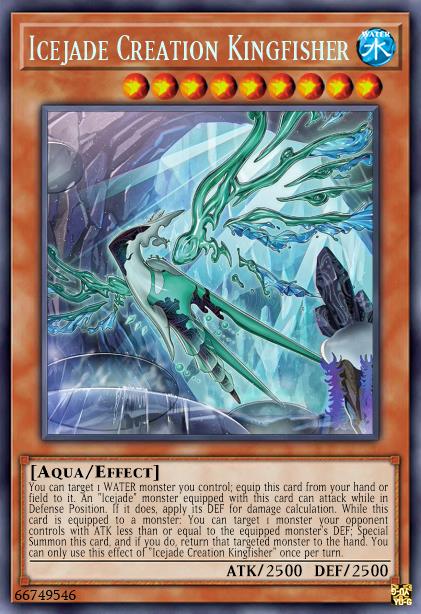 Icejade Creation Kingfisher
WATER
水
[Aqua/Effect]
You can target 1 WATER monster you control; equip this card from your hand or
field to it. An "Icejade" monster equipped with this card can attack while in
Defense Position. If it does, apply its DEF for damage calculation. While this
card is equipped to a monster: You can target 1 monster your opponent
controls with ATK less than or equal to the equipped monster's DEF; Special
Summon this card, and if you do, return that targeted monster to the hand. You
can only use this effect of "Icejade Creation Kingfisher" once per turn.
ATK/2500 DEF/2500
66749546